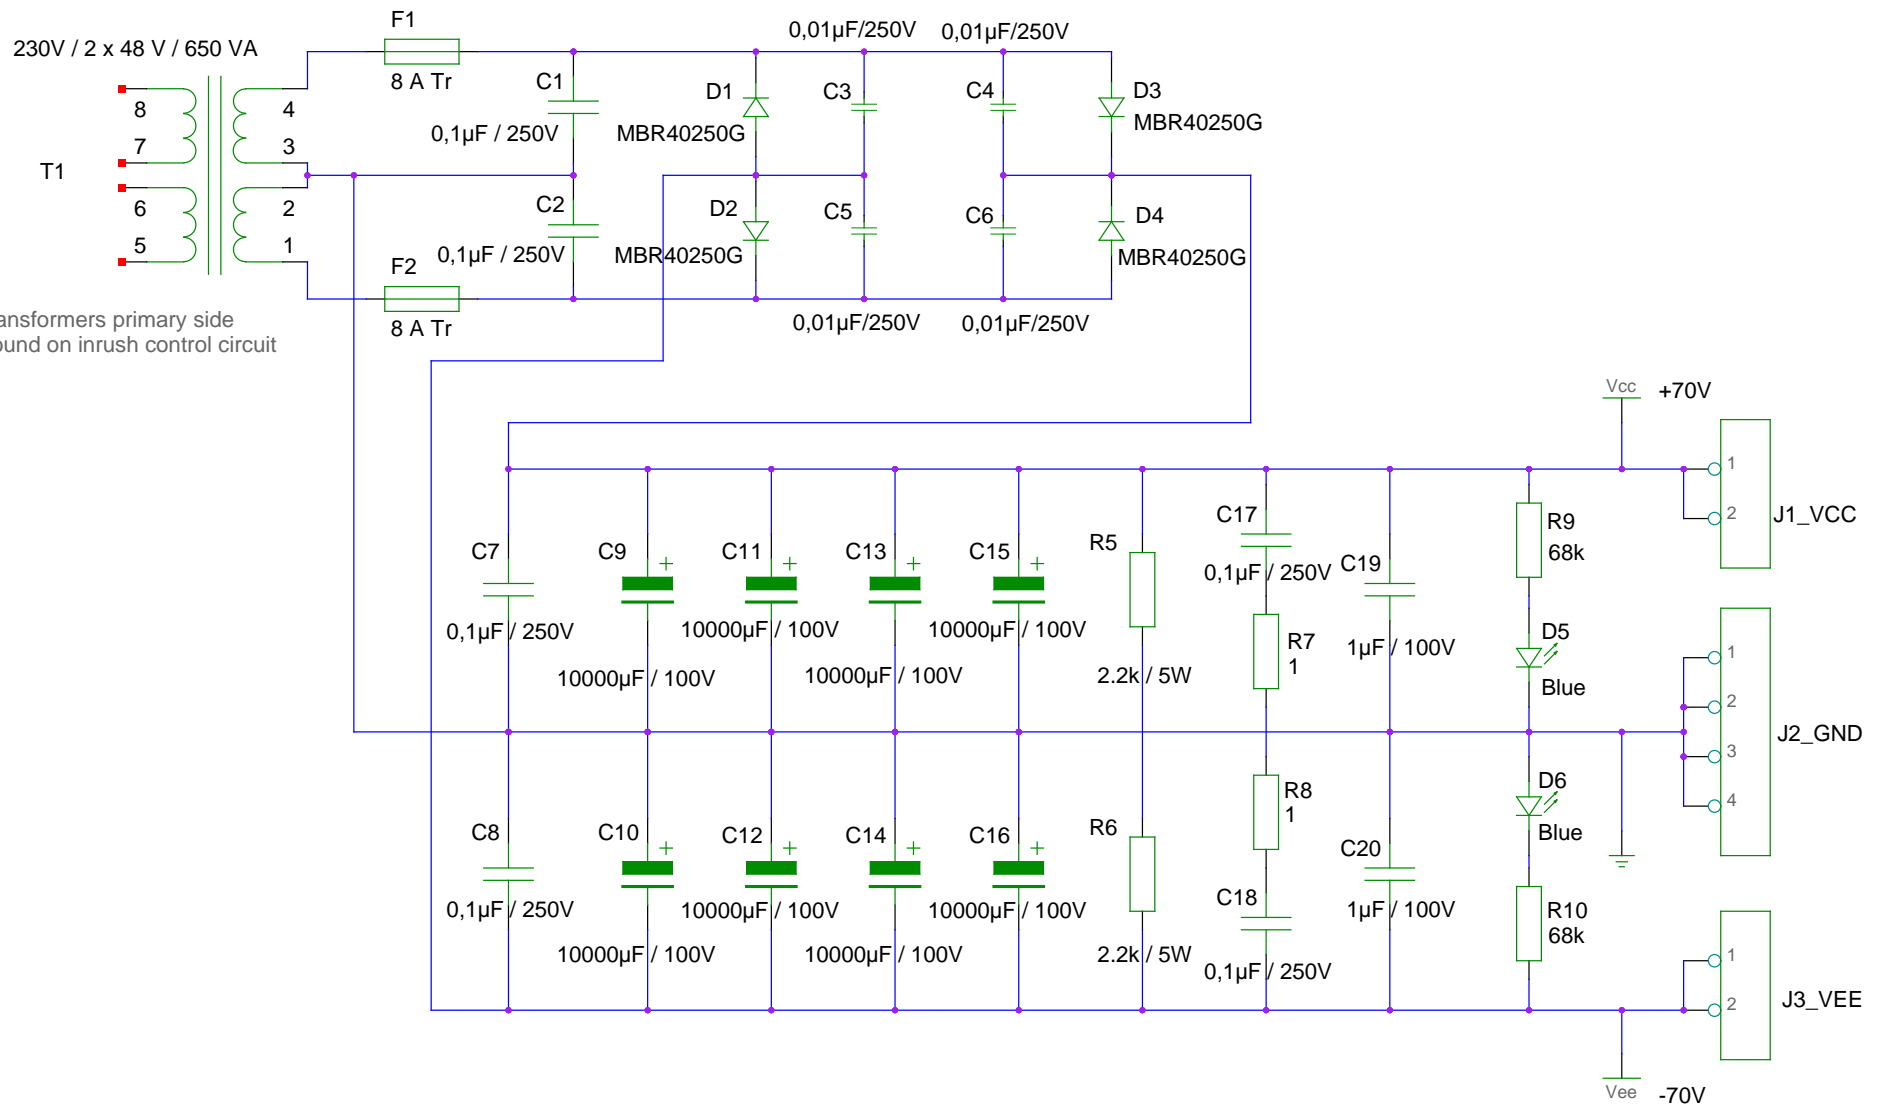 F1
230V / 2 x 48 V / 650 VA
8 A Tr
0,01µF/250V
0,01µF/250V
8
7
T1
6
5
4
3
2
1
C1
0,1µF / 250V
C2
0,1µF / 250V
D1
MBR40250G
C3
C4
D3
MBR40250G
D2
MBR40250G
C5
C6
D4
MBR40250G
F2
8 A Tr
0,01µF/250V
0,01µF/250V
ansformers primary side
ound on inrush control circuit
Vcc
+70V
C7
0,1µF / 250V
C9
10000µF / 100V
C11
10000µF / 100V
C13
10000µF / 100V
C15
10000µF / 100V
R5
2.2k / 5W
C17
0,1µF / 250V
R7
1
C19
1µF / 100V
R9
68k
D5
Blue
1
2
J1_VCC
1
2
3
4
J2_GND
C8
0,1µF / 250V
C10
10000µF / 100V
C12
10000µF / 100V
C14
10000µF / 100V
C16
10000µF / 100V
R6
2.2k / 5W
R8
1
C18
0,1µF / 250V
C20
1µF / 100V
D6
Blue
R10
68k
1
2
J3_VEE
Vee
-70V